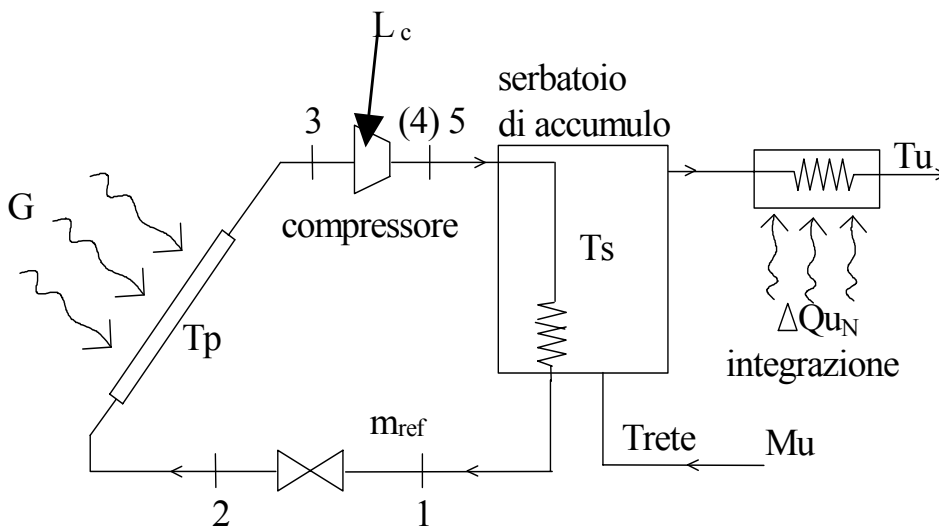 L c
serbatoio
di accumulo
3
(4) 5
Tu
G
compressore
Ts
Tp
ΔQuN
integrazione
mref
Trete
Mu
2
1